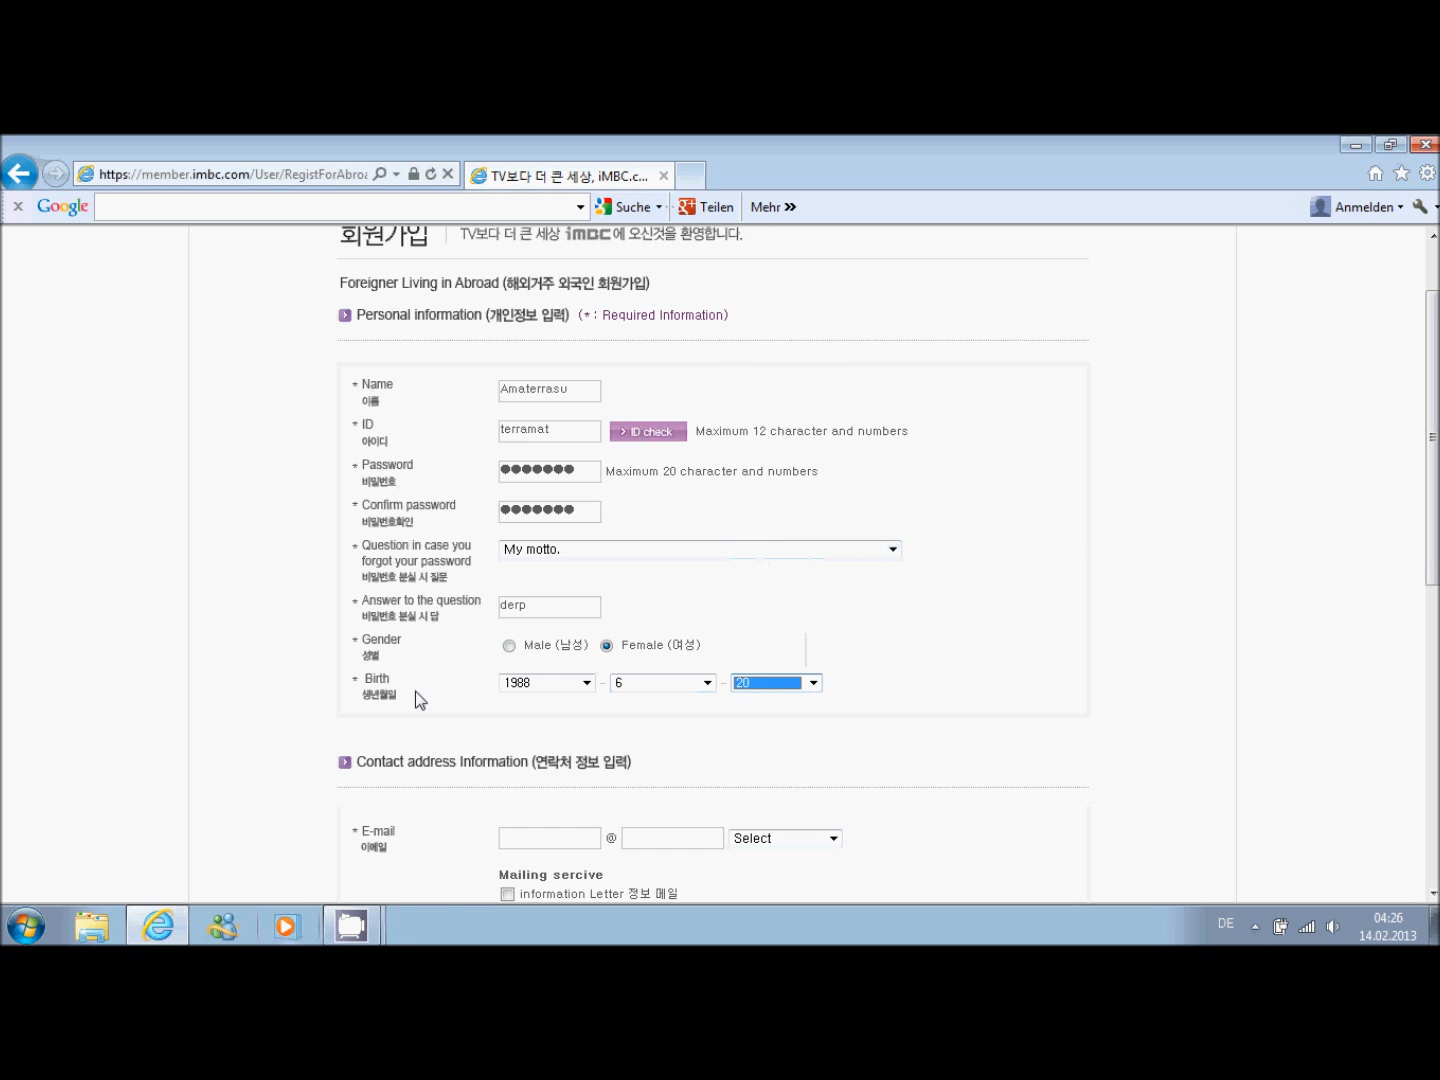 https://member.imbc.com/User/RegistForAbroa
TV보다 더 큰 세상, iMBC.c...
Google
Suche
Teilen
Mehr
Anmelden
회원가입 TV보다 더 큰 세상 iMBC에 오신것을 환영합니다.
Foreigner Living in Abroad (해외거주 외국인 회원가입)
Personal information (개인정보 입력) (* : Required Information)
* Name Amaterrasu
이름
* ID terramat > ID check Maximum 12 character and numbers
아이디
* Password ●●●●●●● Maximum 20 character and numbers
비밀번호
* Confirm password ●●●●●●●
비밀번호확인
* Question in case you
forgot your password My motto.
비밀번호 분실 시 질문
* Answer to the question derp
비밀번호 분실 시 답
* Gender Male (남성) Female (여성)
성별
* Birth 1988 - 6 - 20
생년월일
Contact address Information (연락처 정보 입력)
* E-mail @ Select
이메일
Mailing sercive
information Letter 정보 메일
DE
04:26
14.02.2013